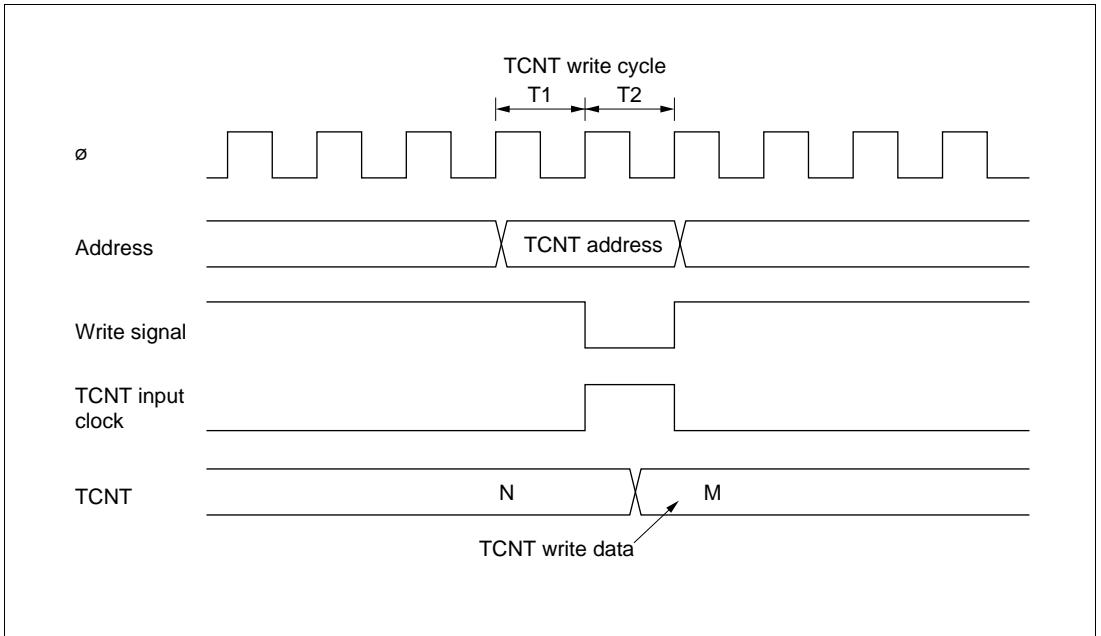 TCNT write cycle
T1 T2
ø
Address
TCNT address
Write signal
TCNT input
clock
TCNT
N
M
TCNT write data